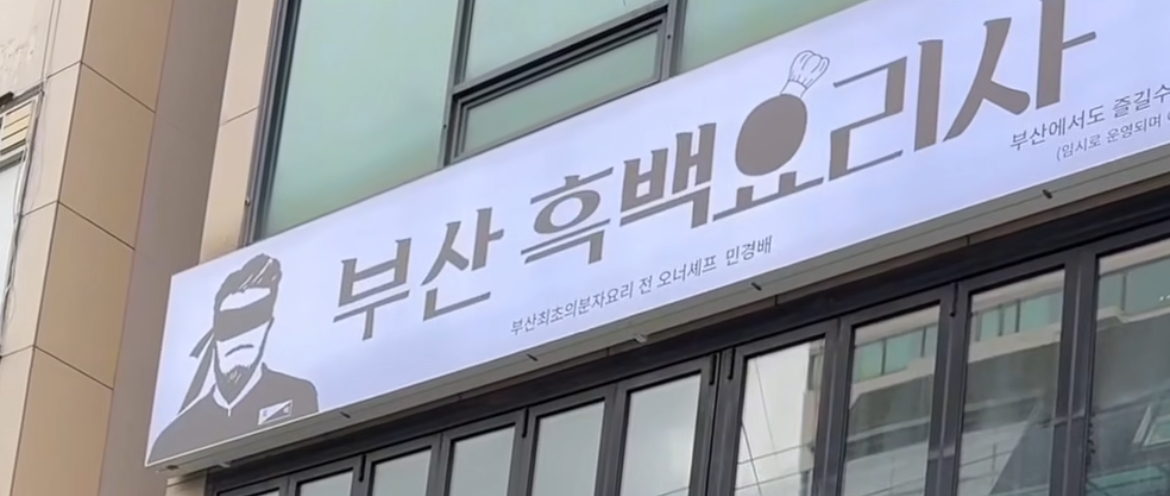 부산 흑백요리사
부산최초의분자요리 전 오너셰프 민경배
부산에서도 즐길수
(임시로 운영되며